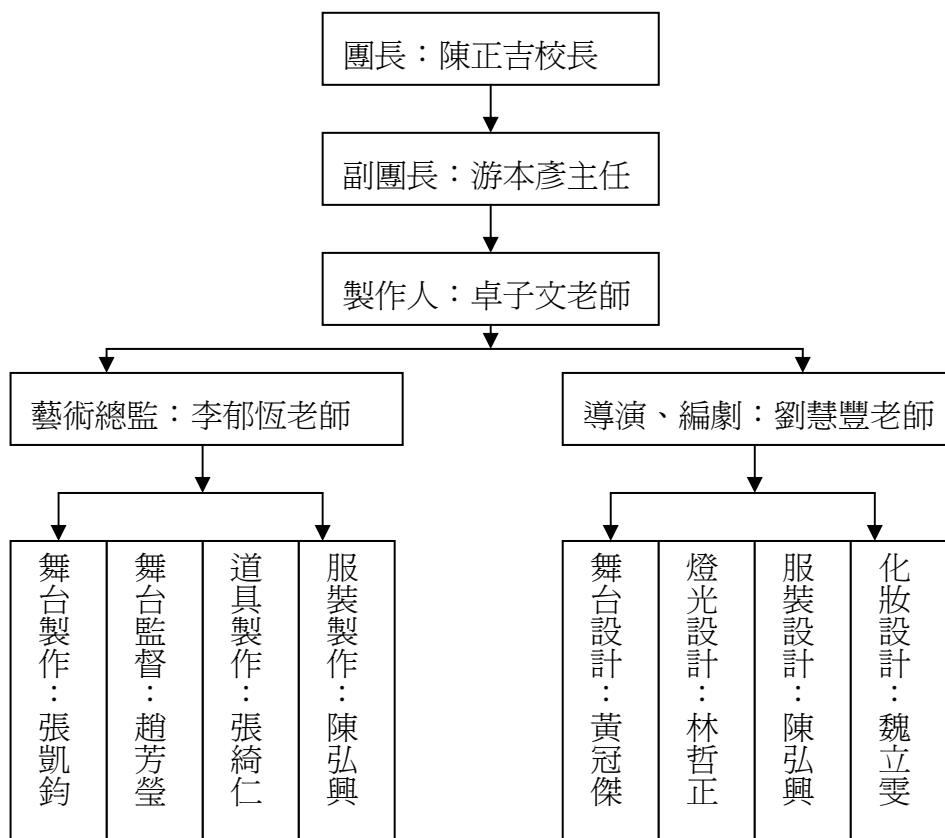 團長：陳正吉校長
副團長：游本彥主任
製作人：卓子文老師
藝術總監：李郁恆老師
導演、編劇：劉慧豐老師
舞台製作：張凱鈞
舞台監督：趙芳瑩
道具製作：張綺仁
服裝製作：陳弘興
舞台設計：黃冠傑
燈光設計：林哲正
服裝設計：陳弘興
化妝設計：魏立雯